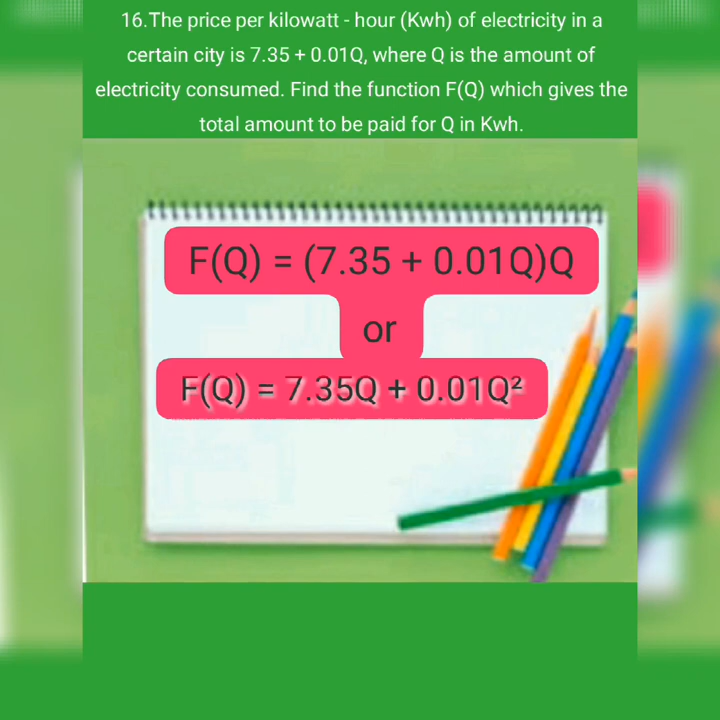 16.The price per kilowatt - hour (Kwh) of electricity in a
certain city is 7.35 + 0.01Q, where Q is the amount of
electricity consumed. Find the function F(Q) which gives the
total amount to be paid for Q in Kwh.
F(Q) = (7.35 + 0.01Q)Q
or
F(Q) = 7.35Q + 0.01Q²